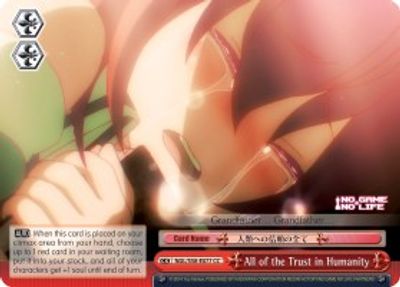 NO GAME
NO LIFE
Grandfather... Grandfather...
When this card is placed on your
climax area from your hand, choose
up to 1 red card in your waiting room,
put it into your stock, and all of your
characters get +1 soul until end of turn.
Card Name
人類への信頼の全て
All of the Trust in Humanity